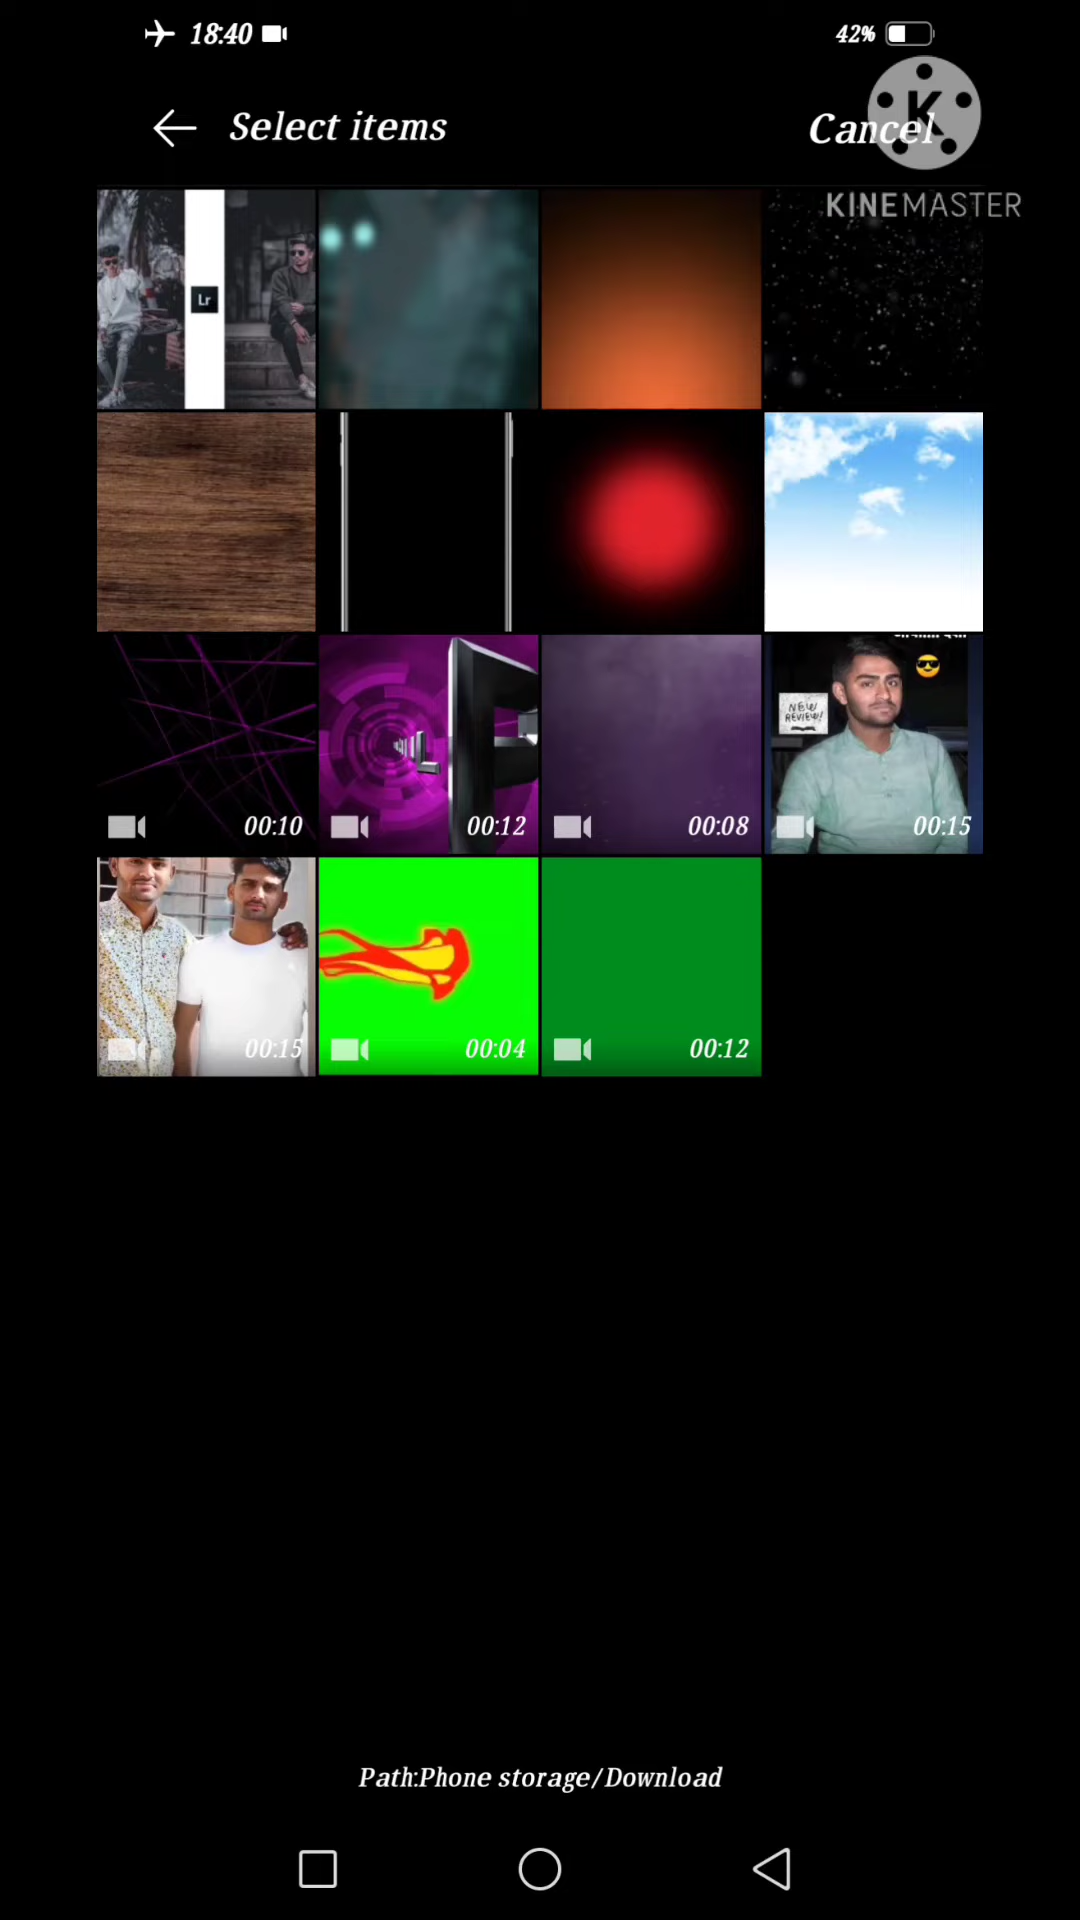 18:40
42%
Select items
Cancel
K
KINEMASTER
Lr
00:10
00:12
00:08
NEW
REVIEW!
00:15
00:15
00:04
00:12
Path:Phone storage/Download